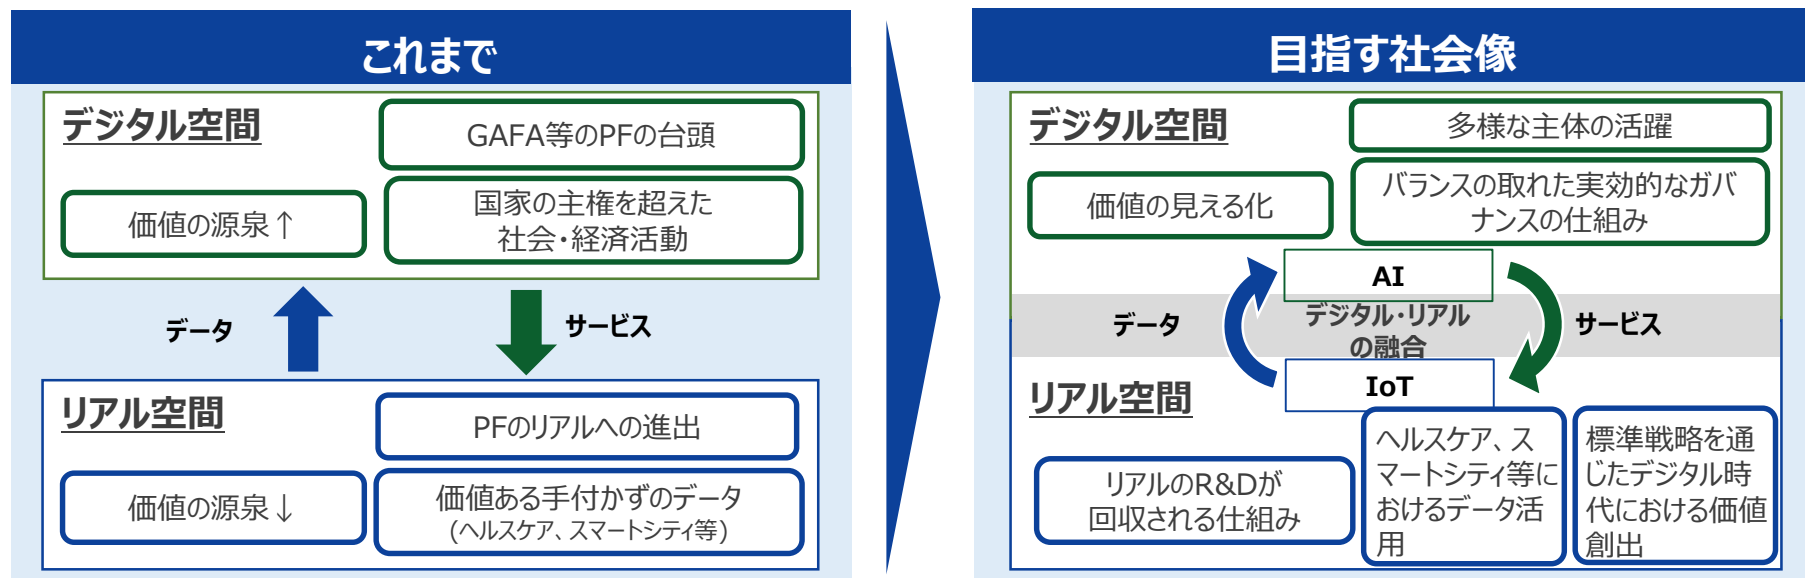 これまで
デジタル空間
GAFA等のPFの台頭
価値の源泉↑
国家の主権を超えた
社会・経済活動
データ
サービス
リアル空間
PFのリアルへの進出
価値の源泉↓
価値ある手付かずのデータ
(ヘルスケア、スマートシティ等)
目指す社会像
デジタル空間
多様な主体の活躍
価値の見える化
バランスの取れた実効的なガバ
ナンスの仕組み
AI
データ
デジタル・リアル
の融合
サービス
IoT
リアル空間
リアルのR&Dが
回収される仕組み
ヘルスケア、ス
マートシティ等に
おけるデータ活
用
標準戦略を通
じたデジタル時
代における価値
創出